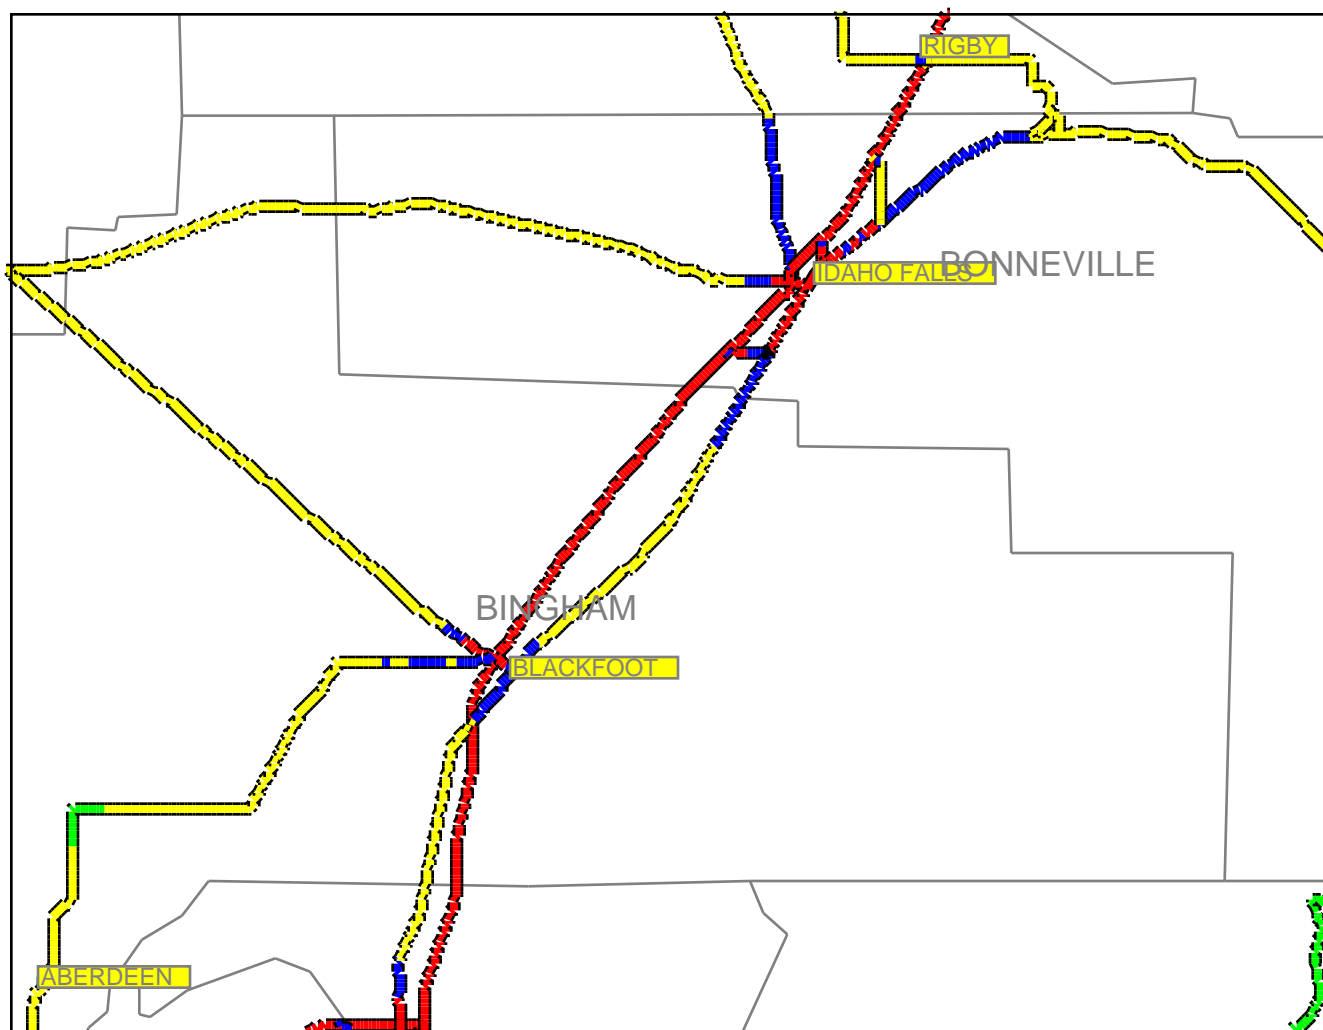 RIGBY
BONNEVILLE
IDAHO FALLS
BINGHAM
BLACKFOOT
ABERDEEN